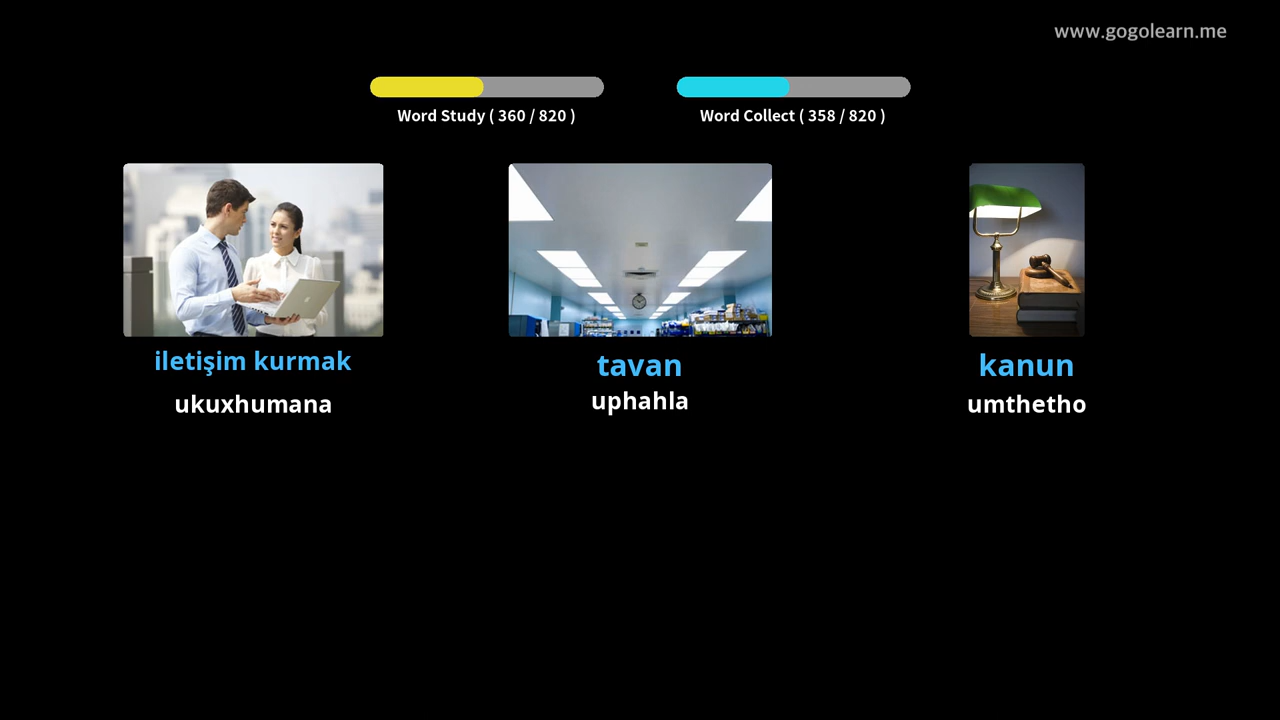 www.gogolearn.me
Word Study ( 360 / 820 )
Word Collect ( 358 / 820 )
iletişim kurmak
ukuxhumana
tavan
uphahla
kanun
umthetho